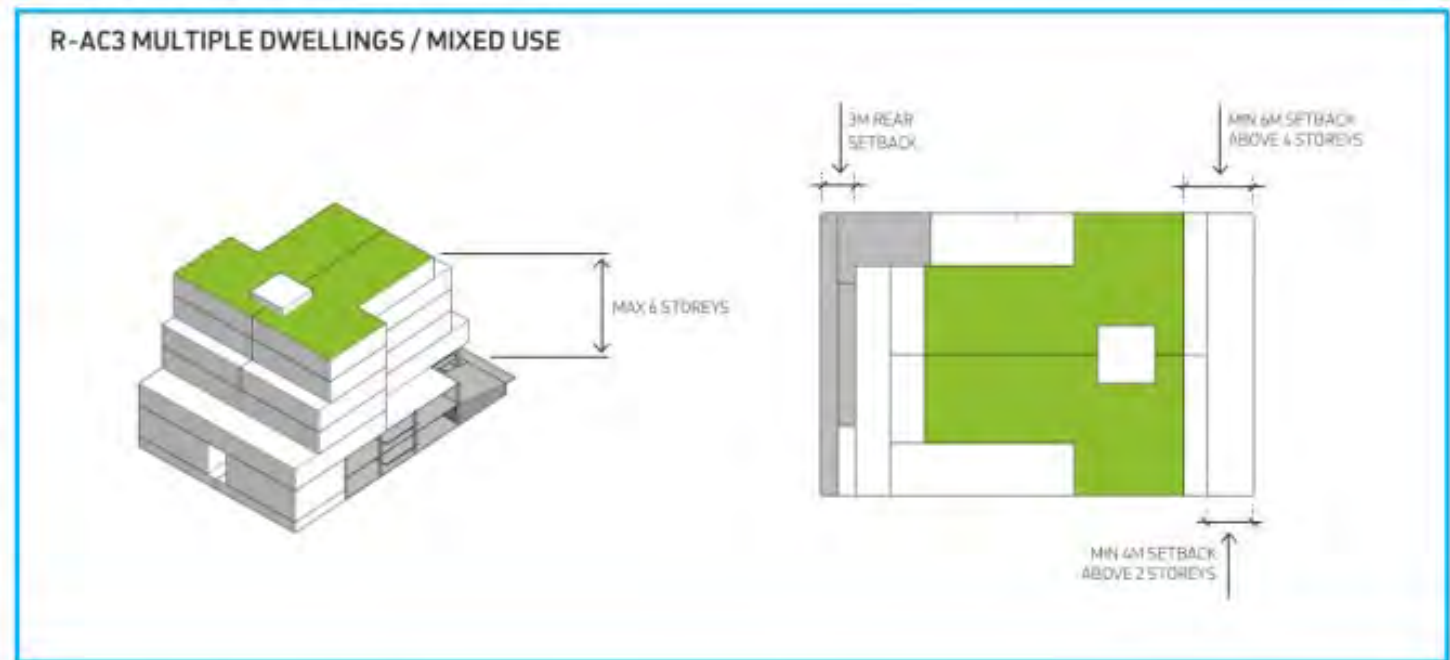 R-AC3 MULTIPLE DWELLINGS / MIXED USE
3M REAR
SETBACK
MIN 6M SETBACK
ABOVE 4 STOREYS
MAX 6 STOREYS
MIN 4M SETBACK
ABOVE 2 STOREYS